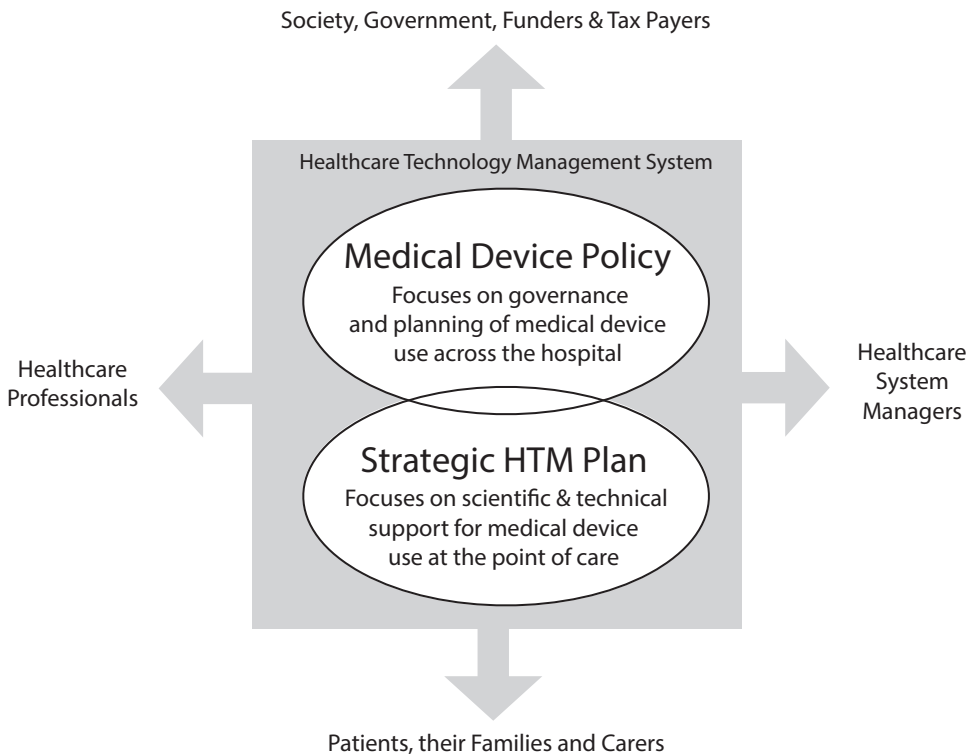 Society, Government, Funders & Tax Payers
Healthcare Technology Management System
Medical Device Policy
Focuses on governance
and planning of medical device
use across the hospital
Healthcare
Professionals
Healthcare
System
Managers
Strategic HTM Plan
Focuses on scientific & technical
support for medical device
use at the point of care
Patients, their Families and Carers